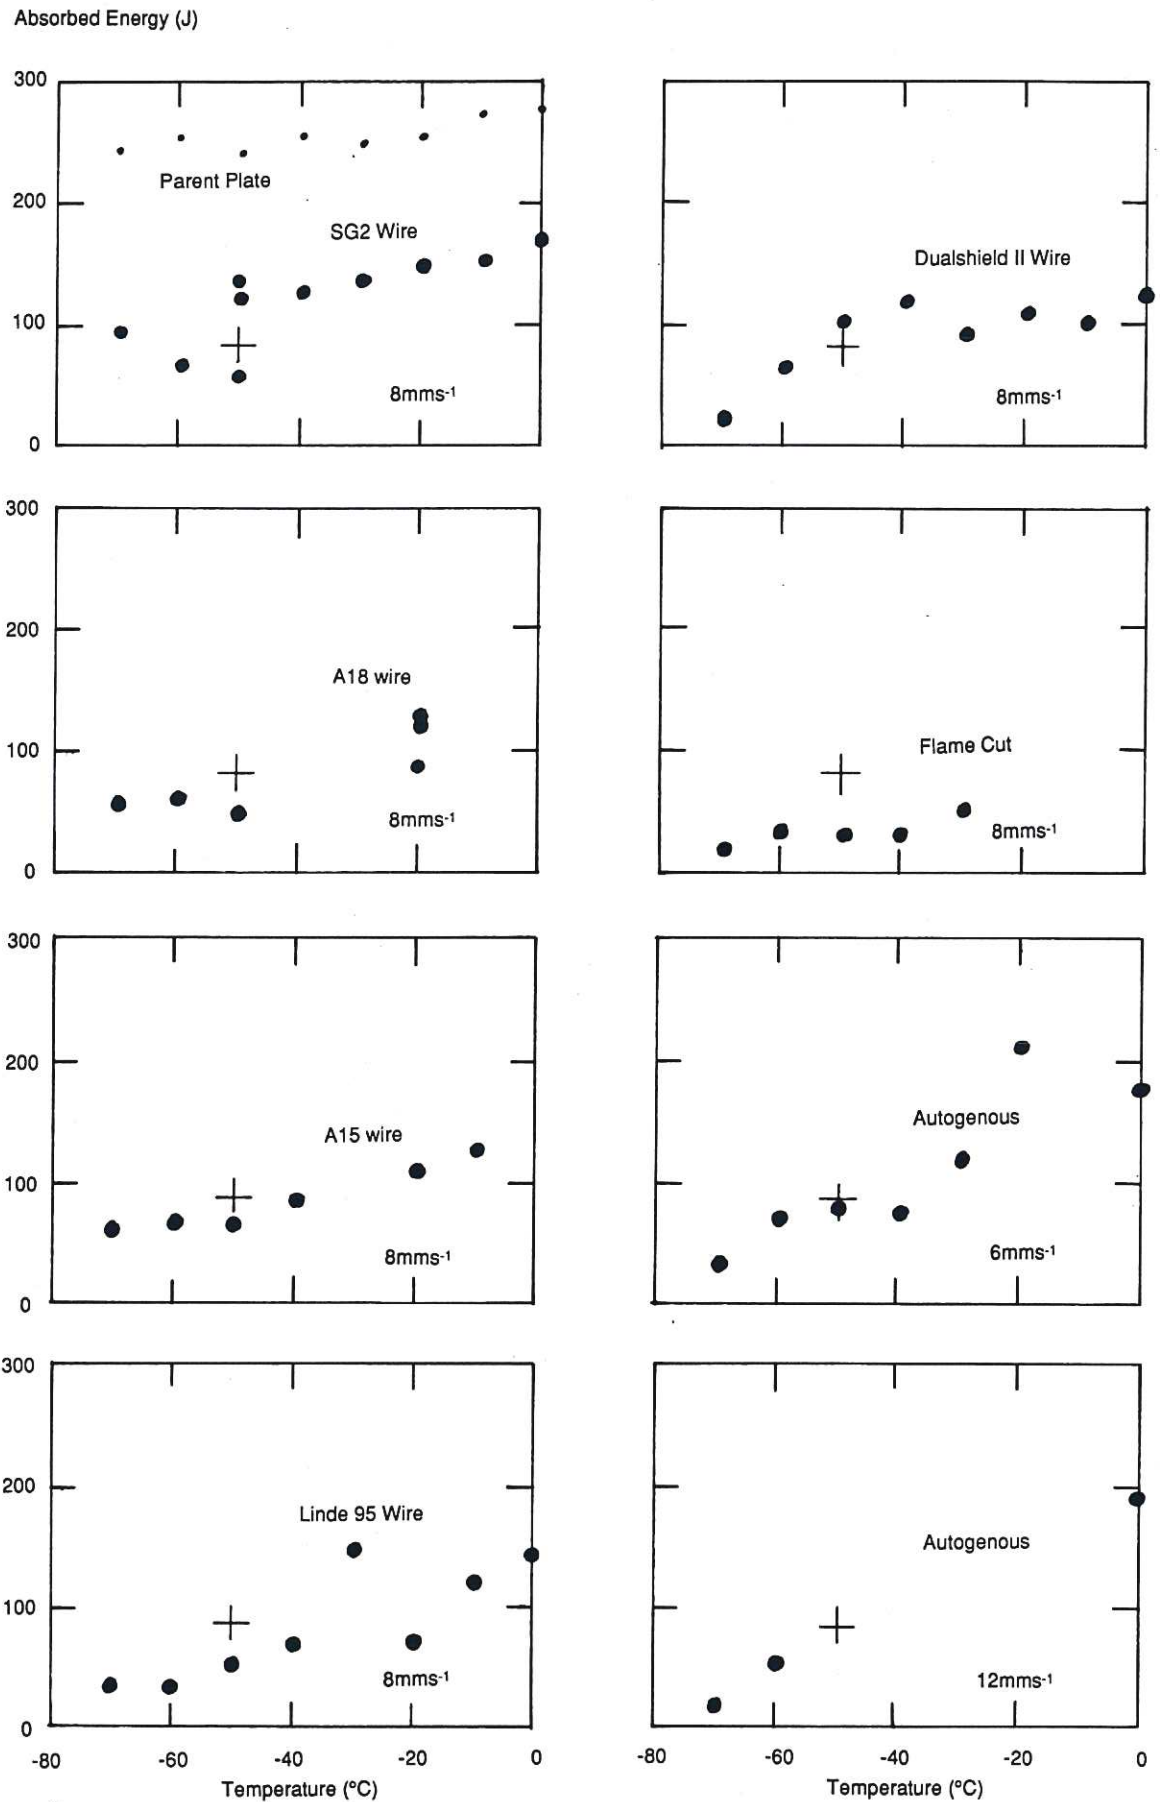 Absorbed Energy (J)
300
200
100
0
Parent Plate
SG2 Wire
8mms-1
Dualshield II Wire
8mms-1
300
200
100
0
A18 wire
8mms-1
Flame Cut
8mms-1
300
200
100
0
A15 wire
8mms-1
Autogenous
6mms-1
300
200
100
0
Linde 95 Wire
8mms-1
Autogenous
12mms-1
-80 -60 -40 -20 0
Temperature (°C)
-80 -60 -40 -20 0
Temperature (°C)